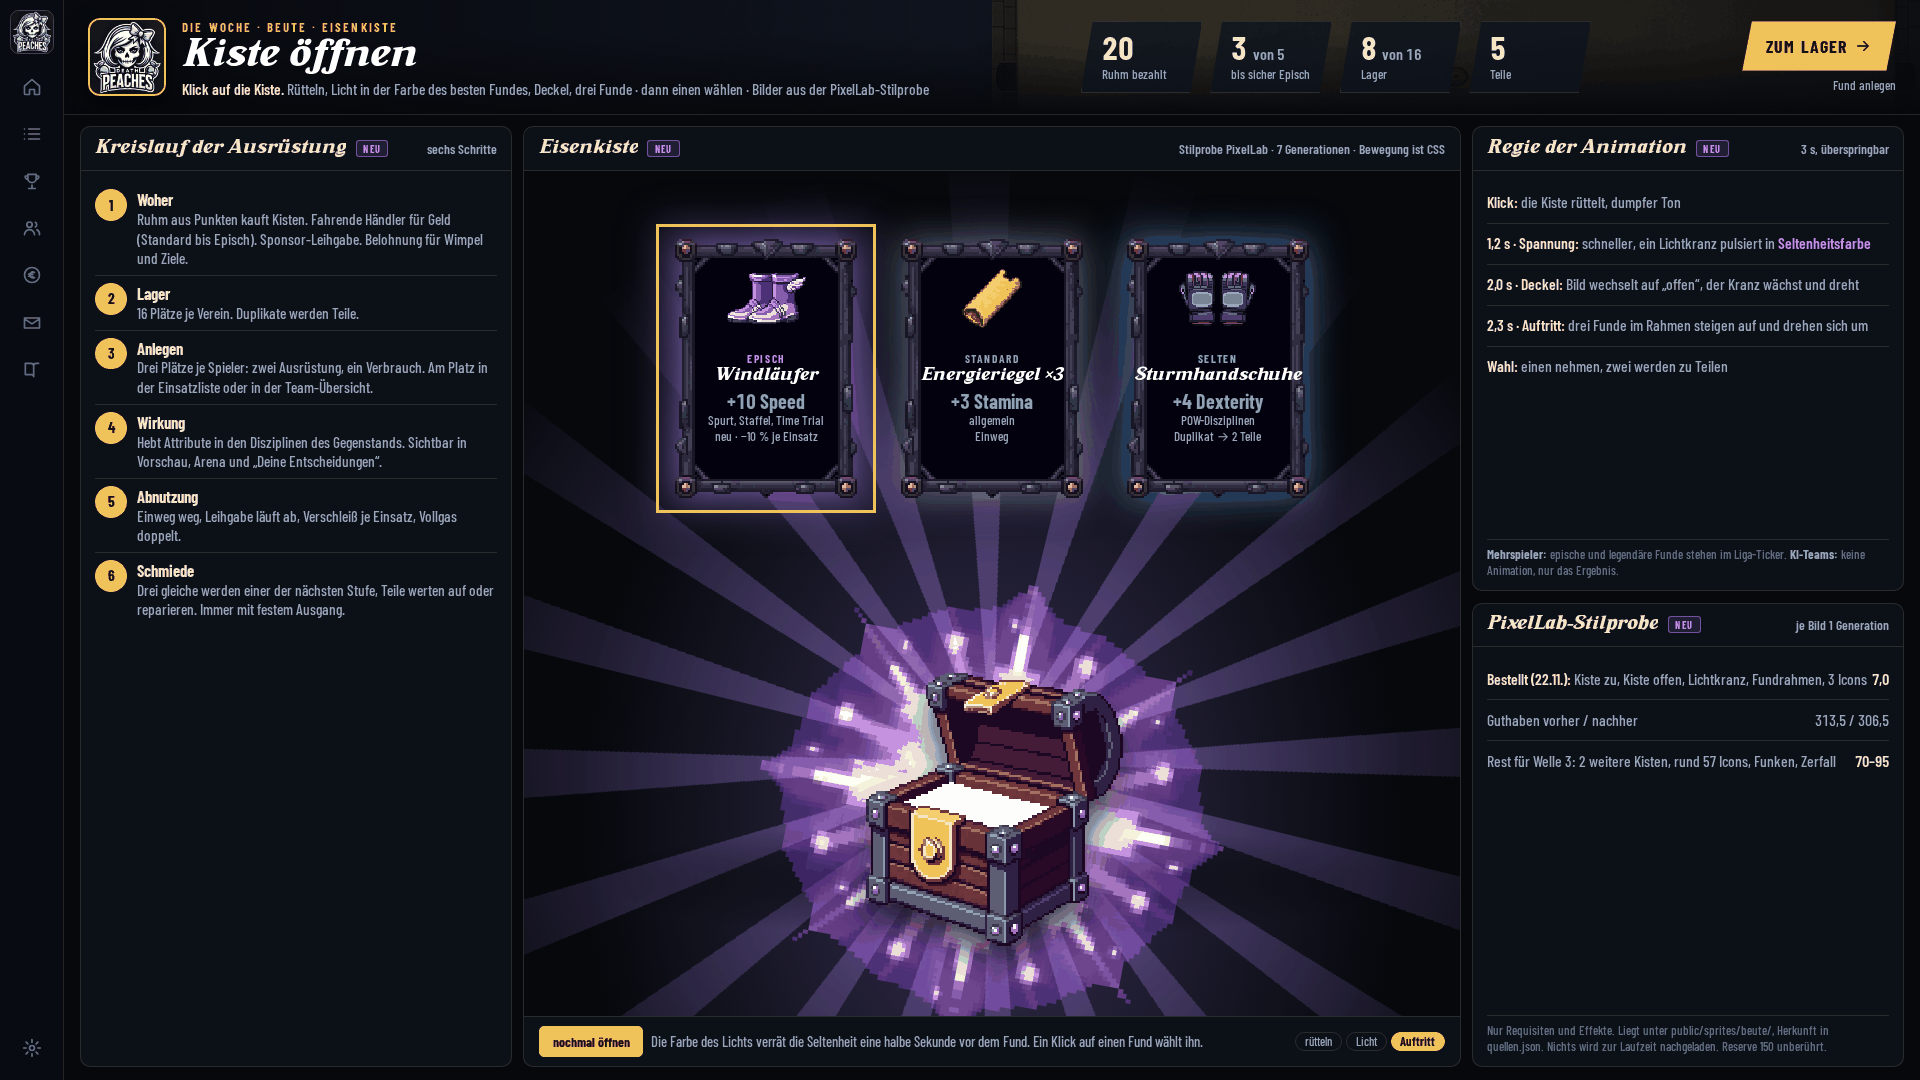 PEACHES
DEATH
PEACHES
DIE WOCHE · BEUTE · EISENKISTE
Kiste öffnen
Klick auf die Kiste. Rütteln, Licht in der Farbe des besten Fundes, Deckel, drei Funde · dann einen wählen · Bilder aus der PixelLab-Stilprobe
20
Ruhm bezahlt
3 von 5
bis sicher Episch
8 von 16
Lager
5
Teile
ZUM LAGER →
Fund anlegen
Kreislauf der Ausrüstung NEU sechs Schritte
1 Woher
Ruhm aus Punkten kauft Kisten. Fahrende Händler für Geld
(Standard bis Episch). Sponsor-Leihgabe. Belohnung für Wimpel
und Ziele.
2 Lager
16 Plätze je Verein. Duplikate werden Teile.
3 Anlegen
Drei Plätze je Spieler: zwei Ausrüstung, ein Verbrauch. Am Platz in
der Einsatzliste oder in der Team-Übersicht.
4 Wirkung
Hebt Attribute in den Disziplinen des Gegenstands. Sichtbar in
Vorschau, Arena und „Deine Entscheidungen“.
5 Abnutzung
Einweg weg, Leihgabe läuft ab, Verschleiß je Einsatz, Vollgas
doppelt.
6 Schmiede
Drei gleiche werden einer der nächsten Stufe, Teile werten auf oder
reparieren. Immer mit festem Ausgang.
Eisenkiste NEU Stilprobe PixelLab · 7 Generationen · Bewegung ist CSS
EPISCH
Windläufer
+10 Speed
Spurt, Staffel, Time Trial
neu · −10 % je Einsatz
STANDARD
Energieriegel ×3
+3 Stamina
allgemein
Einweg
SELTEN
Sturmhandschuhe
+4 Dexterity
POW-Disziplinen
Duplikat → 2 Teile
nochmal öffnen Die Farbe des Lichts verrät die Seltenheit eine halbe Sekunde vor dem Fund. Ein Klick auf einen Fund wählt ihn. rütteln Licht Auftritt
Regie der Animation NEU 3 s, überspringbar
Klick: die Kiste rüttelt, dumpfer Ton
1,2 s · Spannung: schneller, ein Lichtkranz pulsiert in Seltenheitsfarbe
2,0 s · Deckel: Bild wechselt auf „offen“, der Kranz wächst und dreht
2,3 s · Auftritt: drei Funde im Rahmen steigen auf und drehen sich um
Wahl: einen nehmen, zwei werden zu Teilen
Mehrspieler: epische und legendäre Funde stehen im Liga-Ticker. KI-Teams: keine
Animation, nur das Ergebnis.
PixelLab-Stilprobe NEU je Bild 1 Generation
Bestellt (22.11.): Kiste zu, Kiste offen, Lichtkranz, Fundrahmen, 3 Icons 7,0
Guthaben vorher / nachher 313,5 / 306,5
Rest für Welle 3: 2 weitere Kisten, rund 57 Icons, Funken, Zerfall 70–95
Nur Requisiten und Effekte. Liegt unter public/sprites/beute/, Herkunft in
quellen.json. Nichts wird zur Laufzeit nachgeladen. Reserve 150 unberührt.